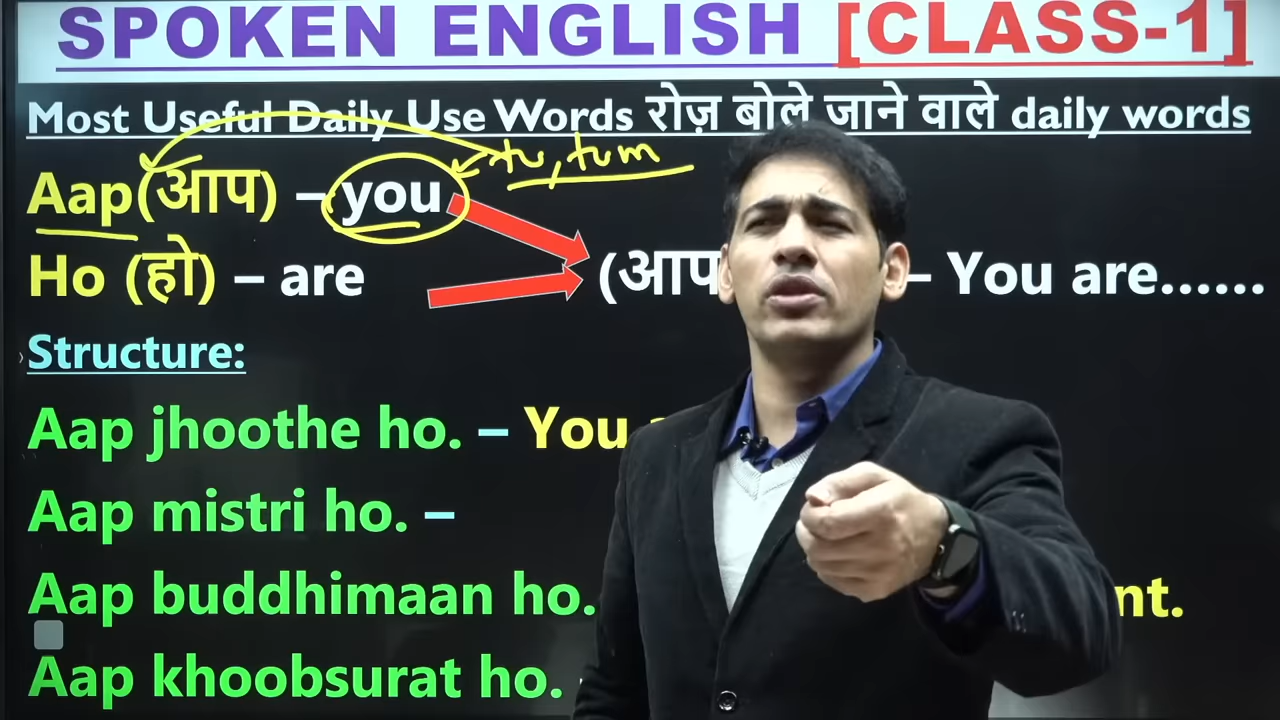 SPOKEN ENGLISH [CLASS-1]
Most Useful Daily Use Words रोज़ बोले जाने वाले daily words
tu, tum
Aap (आप) – you
Ho (हो) – are
(आप – You are......
Structure:
Aap jhoothe ho. – You
Aap mistri ho. –
Aap buddhimaan ho.
Aap khoobsurat ho.